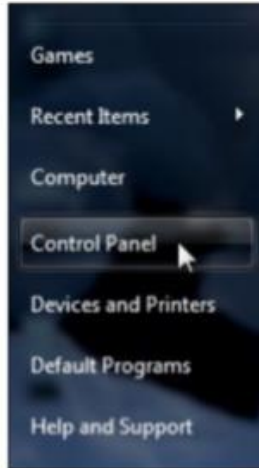 Games
Recent Items
Computer
Control Panel
Devices and Printers
Default Programs
Help and Support